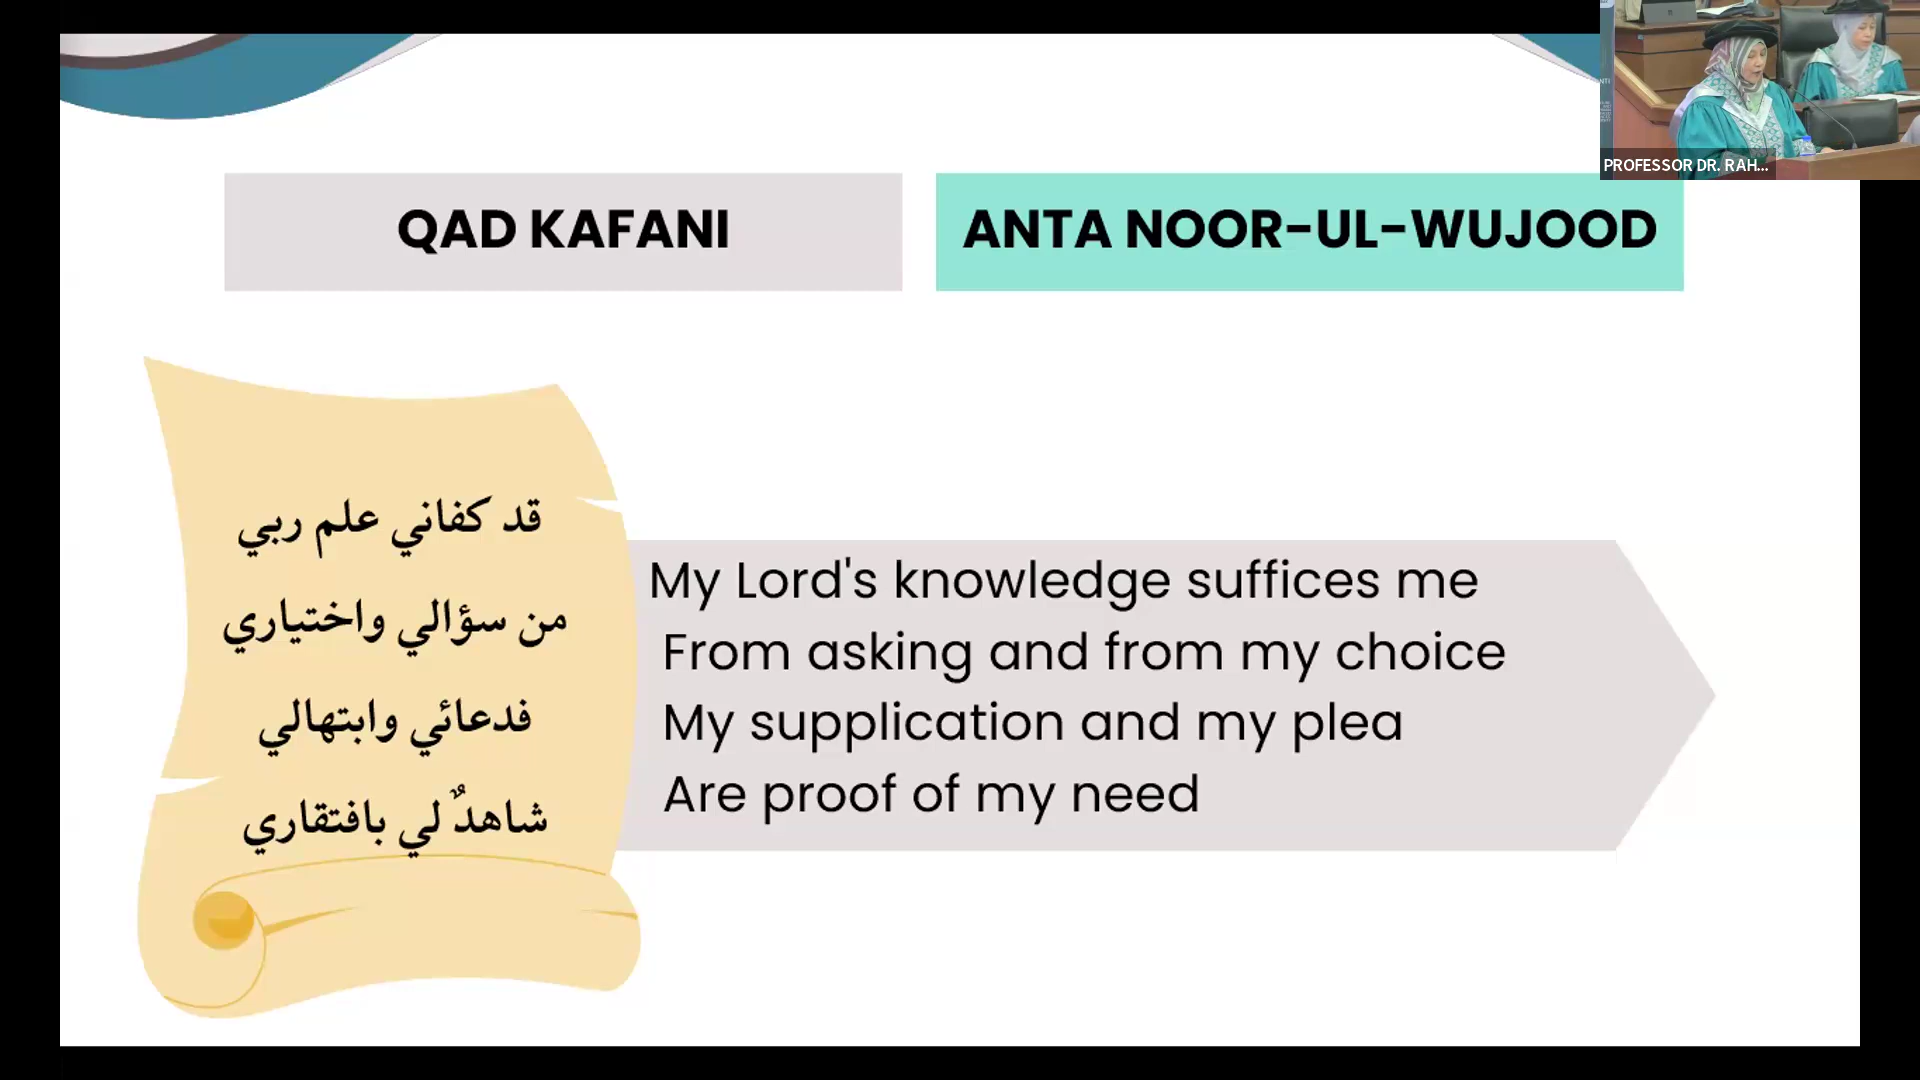 PROFESSOR DR. RAH...
QAD KAFANI
ANTA NOOR-UL-WUJOOD
قد كفاني علم ربي
من سؤالي واختياري
فدعائي وابتهالي
شاهدٌ لي بافتقاري
My Lord's knowledge suffices me
From asking and from my choice
My supplication and my plea
Are proof of my need